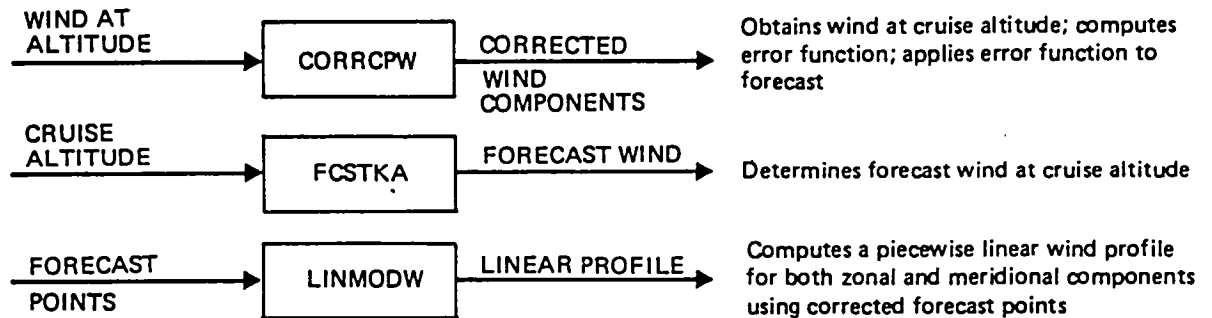 WIND AT
ALTITUDE
CORRCPW
CORRECTED
WIND
COMPONENTS
Obtains wind at cruise altitude; computes
error function; applies error function to
forecast
CRUISE
ALTITUDE
FCSTKA
FORECAST WIND
Determines forecast wind at cruise altitude
FORECAST
POINTS
LINMODW
LINEAR PROFILE
Computes a piecewise linear wind profile
for both zonal and meridional components
using corrected forecast points